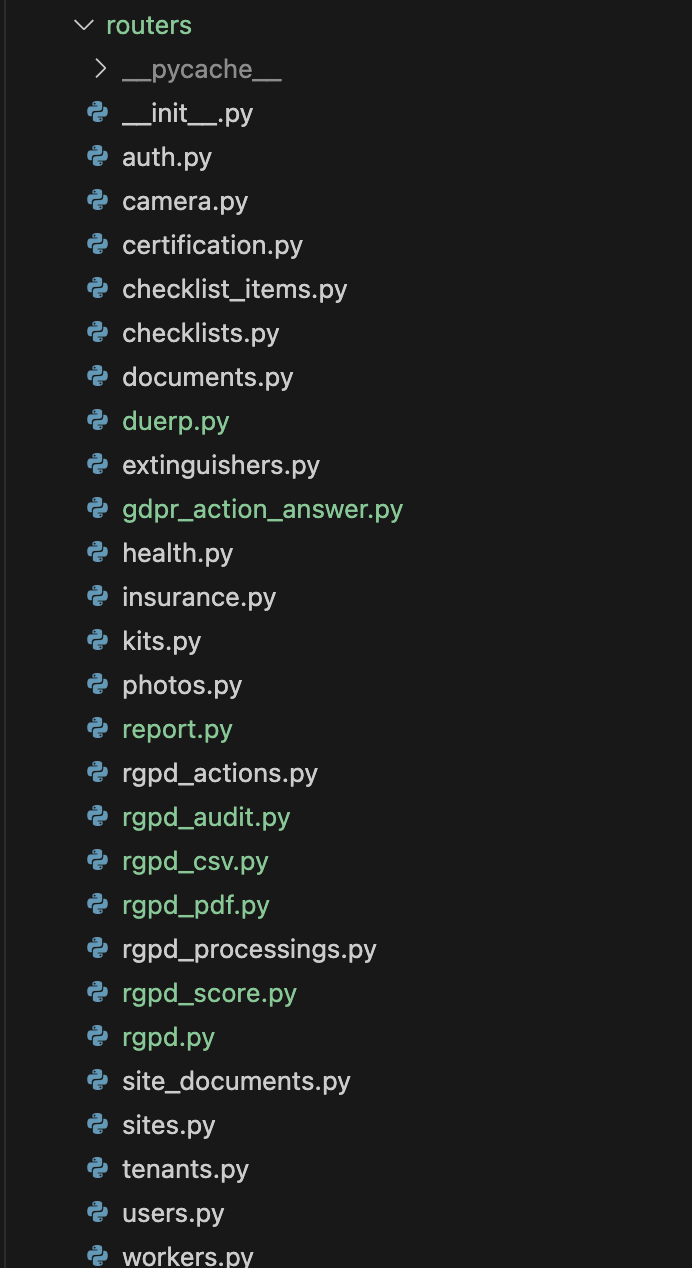 routers
__pycache__
__init__.py
auth.py
camera.py
certification.py
checklist_items.py
checklists.py
documents.py
duerp.py
extinguishers.py
gdpr_action_answer.py
health.py
insurance.py
kits.py
photos.py
report.py
rgpd_actions.py
rgpd_audit.py
rgpd_csv.py
rgpd_pdf.py
rgpd_processings.py
rgpd_score.py
rgpd.py
site_documents.py
sites.py
tenants.py
users.py
workers.py